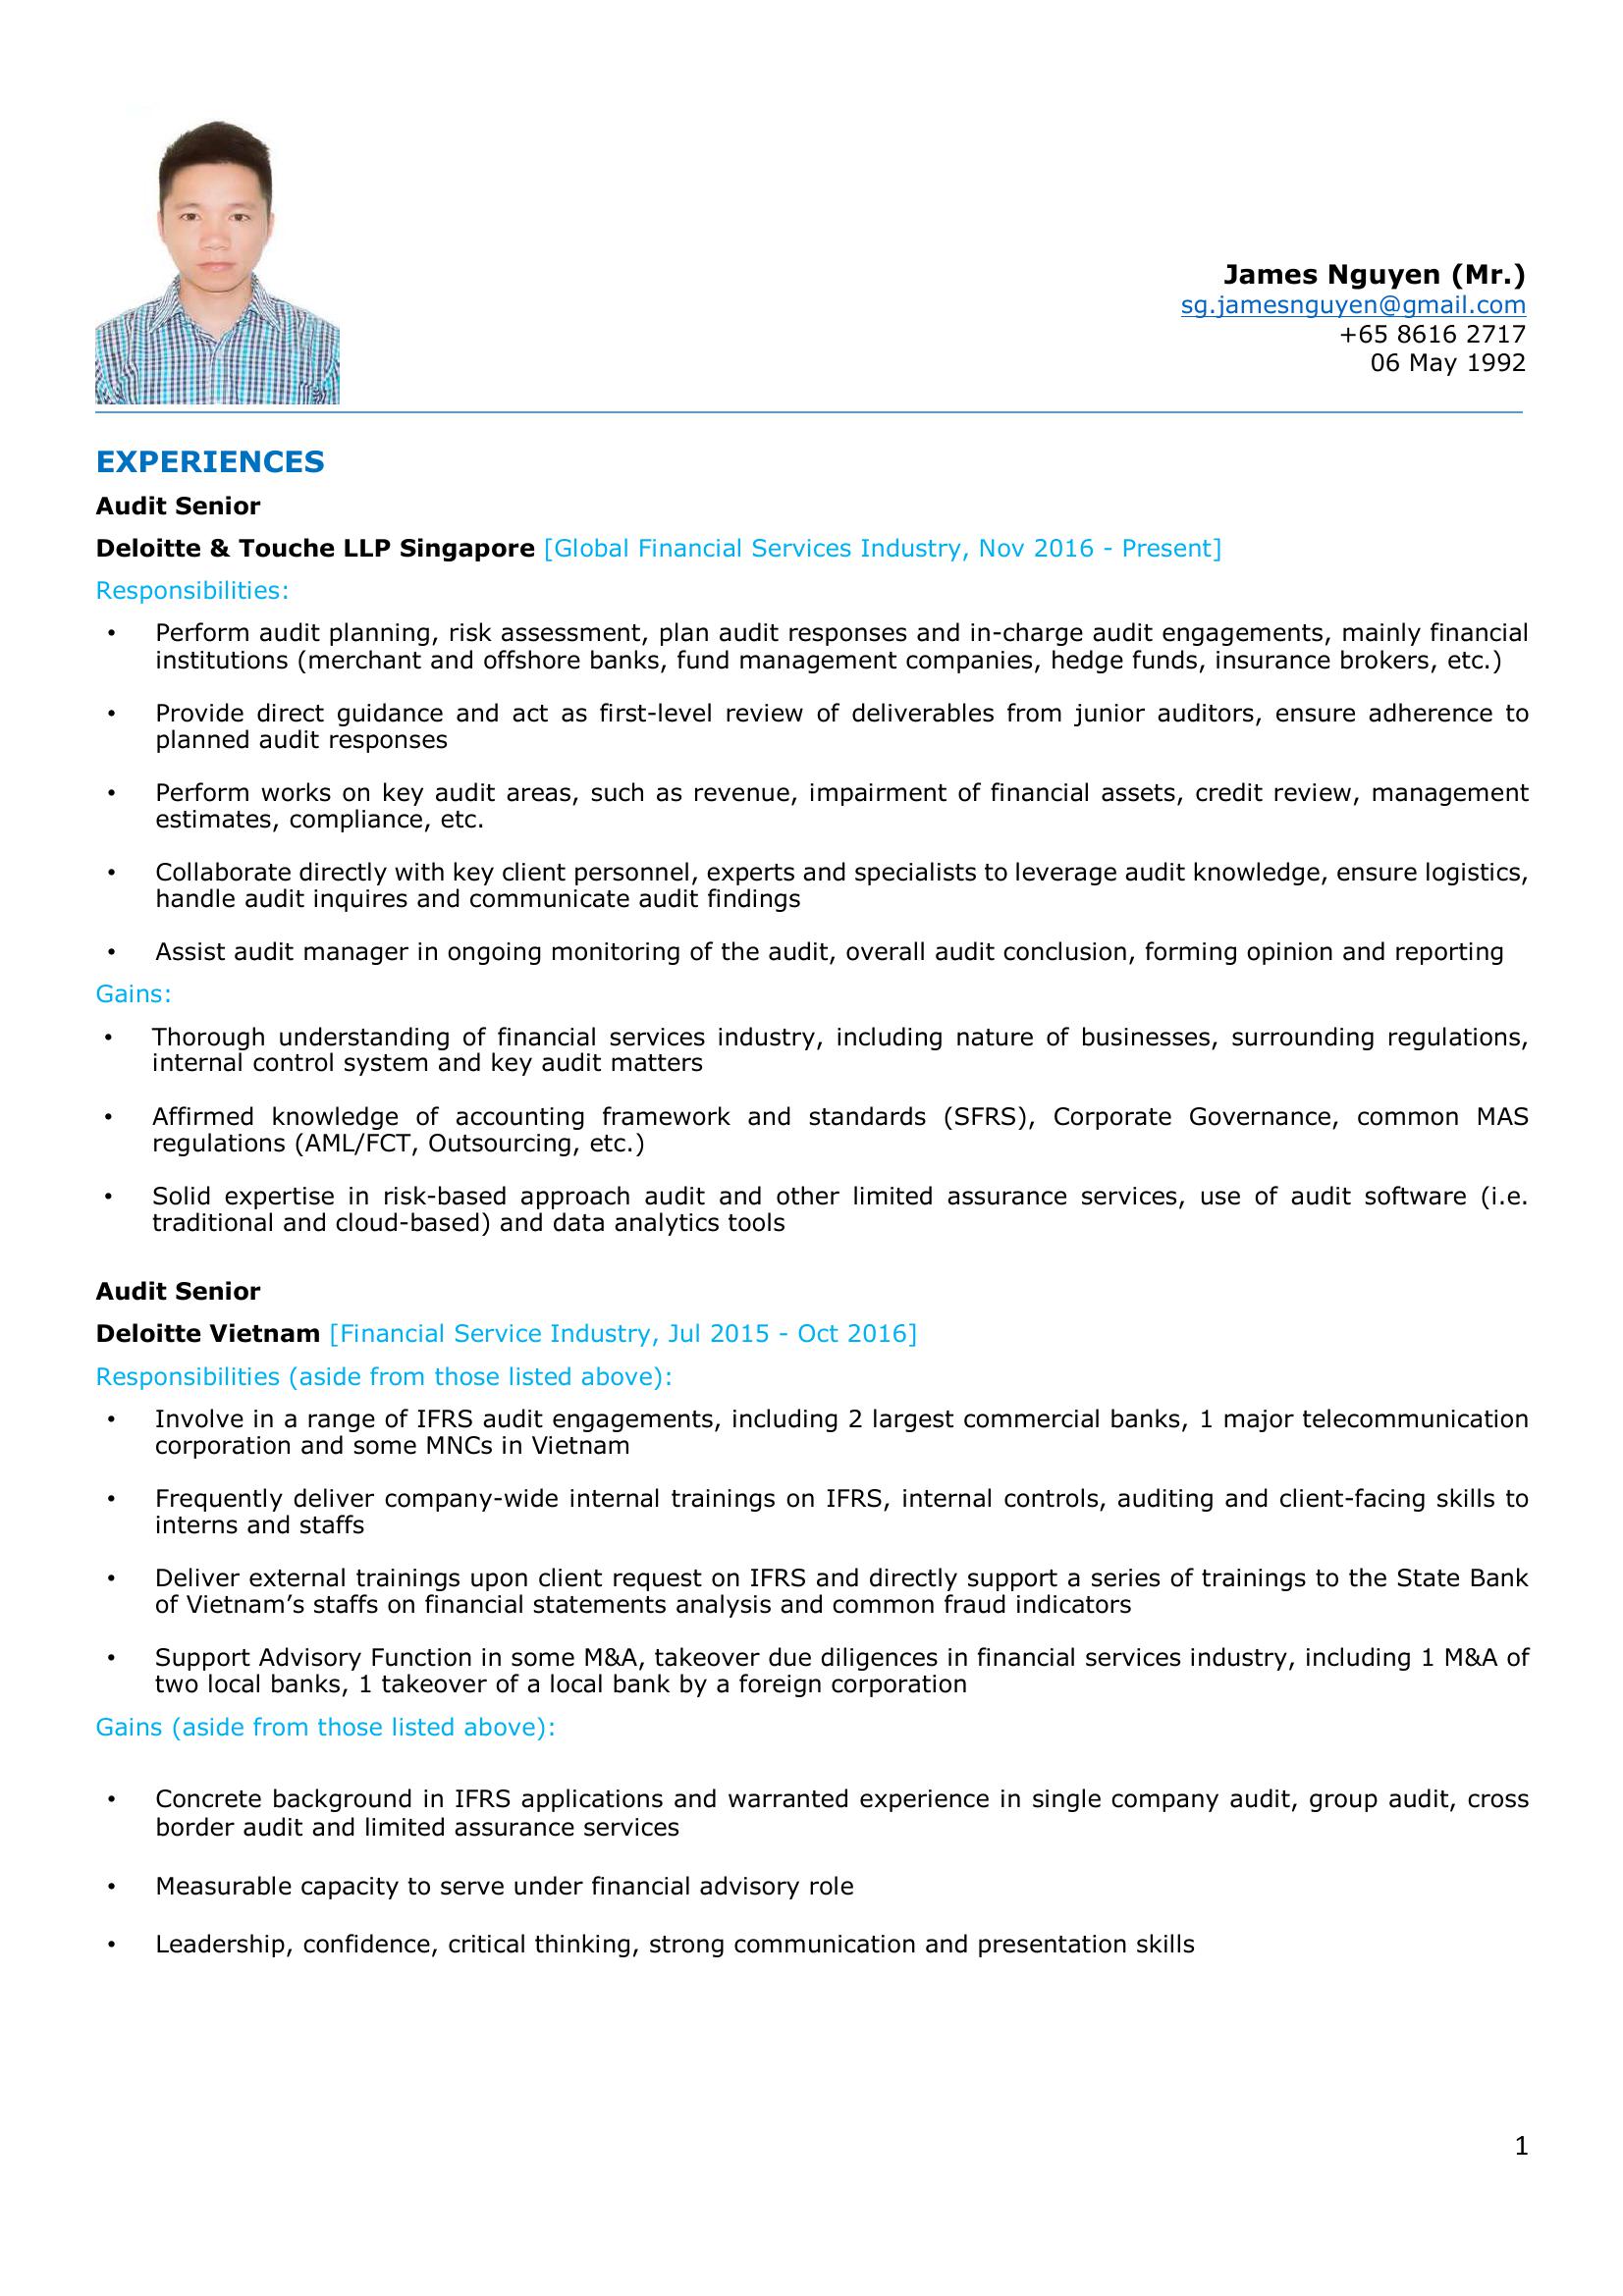 James Nguyen (Mr.)
sg.jamesnguyen@gmail.com
+65 8616 2717
06 May 1992
EXPERIENCES
Audit Senior
Deloitte & Touche LLP Singapore [Global Financial Services Industry, Nov 2016 - Present]
Responsibilities:
• Perform audit planning, risk assessment, plan audit responses and in-charge audit engagements, mainly financial
institutions (merchant and offshore banks, fund management companies, hedge funds, insurance brokers, etc.)
• Provide direct guidance and act as first-level review of deliverables from junior auditors, ensure adherence to
planned audit responses
• Perform works on key audit areas, such as revenue, impairment of financial assets, credit review, management
estimates, compliance, etc.
• Collaborate directly with key client personnel, experts and specialists to leverage audit knowledge, ensure logistics,
handle audit inquires and communicate audit findings
• Assist audit manager in ongoing monitoring of the audit, overall audit conclusion, forming opinion and reporting
Gains:
• Thorough understanding of financial services industry, including nature of businesses, surrounding regulations,
internal control system and key audit matters
• Affirmed knowledge of accounting framework and standards (SFRS), Corporate Governance, common MAS
regulations (AML/FCT, Outsourcing, etc.)
• Solid expertise in risk-based approach audit and other limited assurance services, use of audit software (i.e.
traditional and cloud-based) and data analytics tools
Audit Senior
Deloitte Vietnam [Financial Service Industry, Jul 2015 - Oct 2016]
Responsibilities (aside from those listed above):
• Involve in a range of IFRS audit engagements, including 2 largest commercial banks, 1 major telecommunication
corporation and some MNCs in Vietnam
• Frequently deliver company-wide internal trainings on IFRS, internal controls, auditing and client-facing skills to
interns and staffs
• Deliver external trainings upon client request on IFRS and directly support a series of trainings to the State Bank
of Vietnam’s staffs on financial statements analysis and common fraud indicators
• Support Advisory Function in some M&A, takeover due diligences in financial services industry, including 1 M&A of
two local banks, 1 takeover of a local bank by a foreign corporation
Gains (aside from those listed above):
• Concrete background in IFRS applications and warranted experience in single company audit, group audit, cross
border audit and limited assurance services
• Measurable capacity to serve under financial advisory role
• Leadership, confidence, critical thinking, strong communication and presentation skills
1